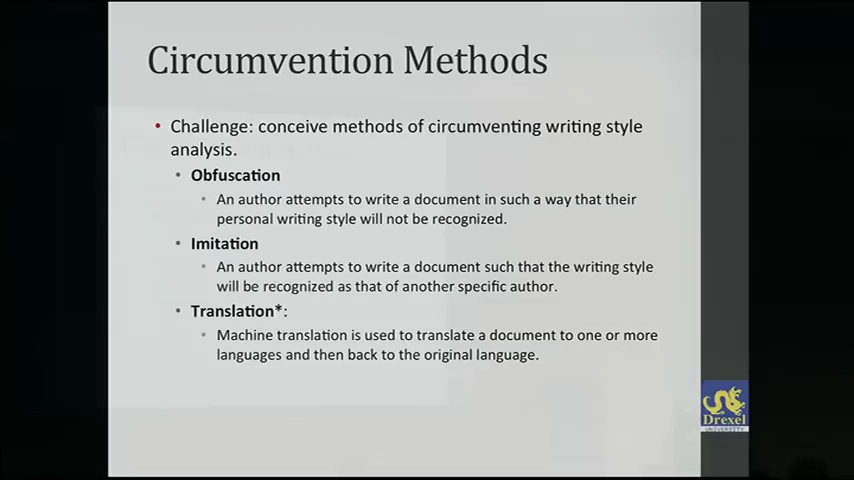 Circumvention Methods
• Challenge: conceive methods of circumventing writing style
analysis.
• Obfuscation
• An author attempts to write a document in such a way that their
personal writing style will not be recognized.
• Imitation
• An author attempts to write a document such that the writing style
will be recognized as that of another specific author.
• Translation*:
• Machine translation is used to translate a document to one or more
languages and then back to the original language.
Drexel
UNIVERSITY